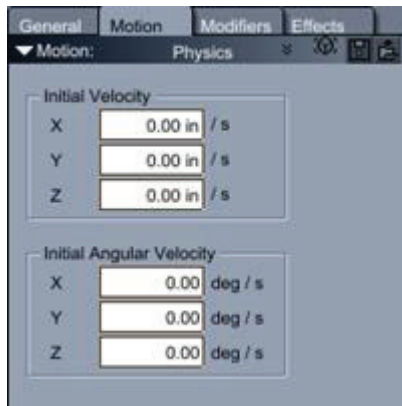 General Motion Modifiers Effects
Motion: Physics
Initial Velocity
X 0.00 in / s
Y 0.00 in / s
Z 0.00 in / s
Initial Angular Velocity
X 0.00 deg / s
Y 0.00 deg / s
Z 0.00 deg / s